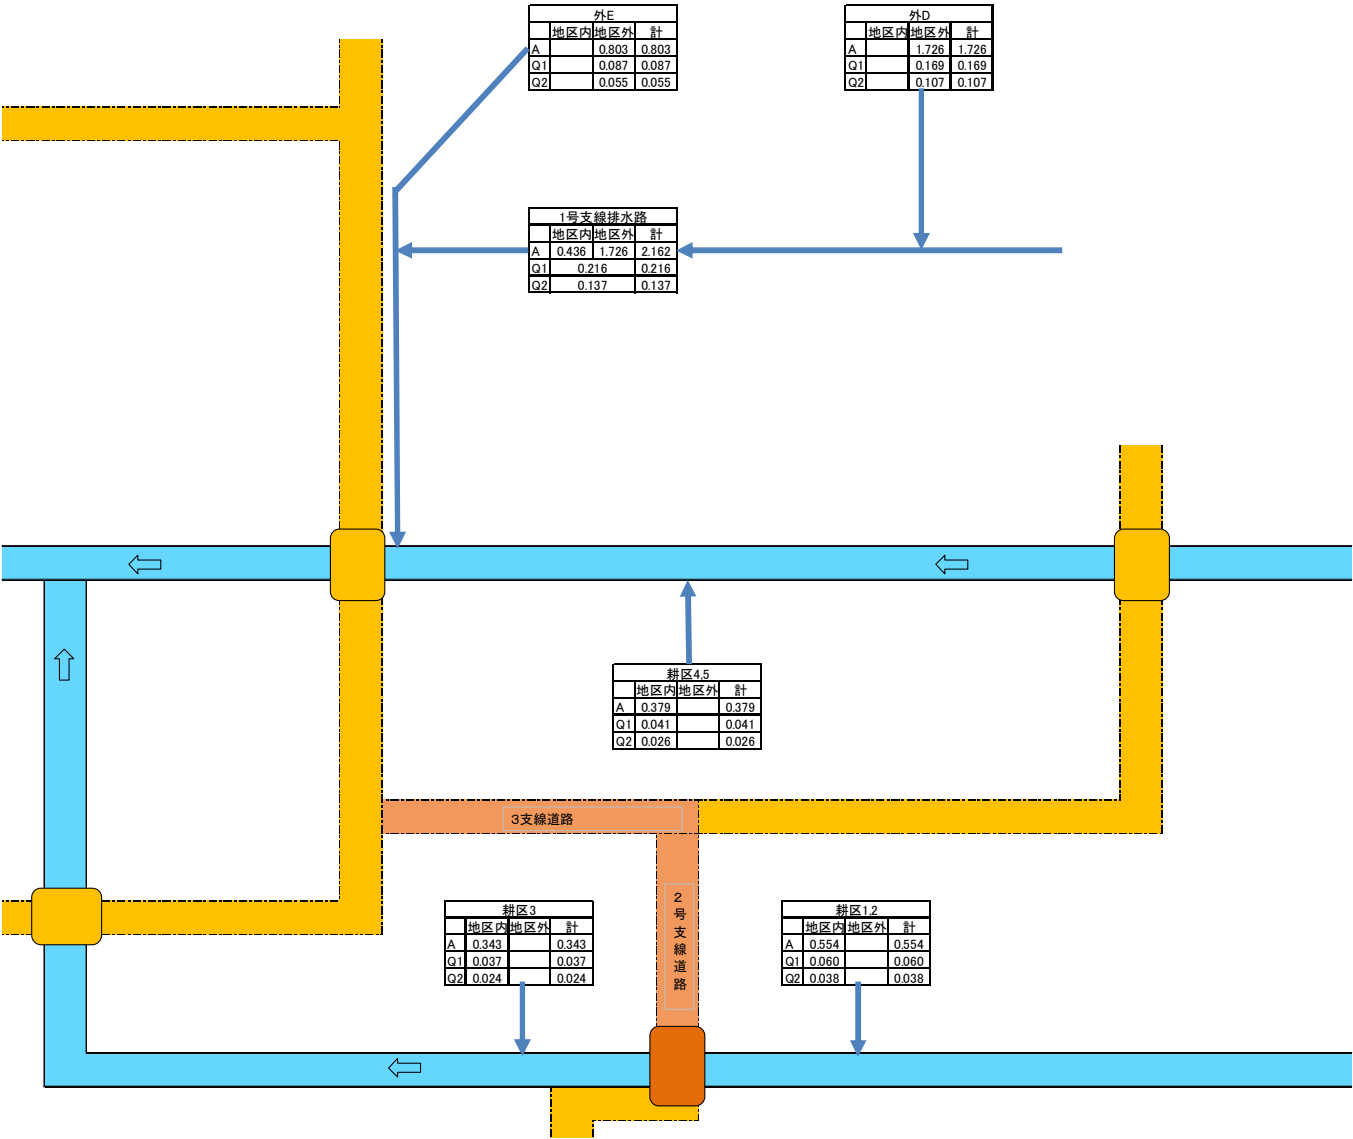 外E
地区内 地区外 計
A 0.803 0.803
Q1 0.087 0.087
Q2 0.055 0.055
外D
地区内 地区外 計
A 1.726 1.726
Q1 0.169 0.169
Q2 0.107 0.107
1号支線排水路
地区内 地区外 計
A 0.436 1.726 2.162
Q1 0.216 0.216
Q2 0.137 0.137
耕区4,5
地区内 地区外 計
A 0.379 0.379
Q1 0.041 0.041
Q2 0.026 0.026
3支線道路
2号支線道路
耕区3
地区内 地区外 計
A 0.343 0.343
Q1 0.037 0.037
Q2 0.024 0.024
耕区1,2
地区内 地区外 計
A 0.554 0.554
Q1 0.060 0.060
Q2 0.038 0.038